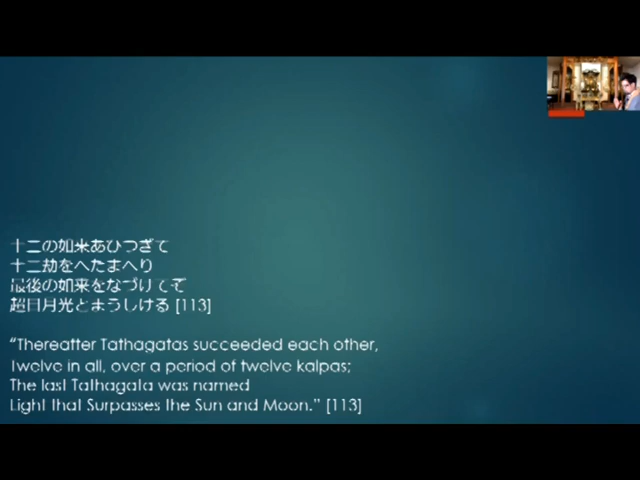 十二の如来あひつぎて
十二劫をへたまへり
最後の如来をなづけてぞ
超日月光とまうしける [113]
“Thereafter Tathagatas succeeded each other,
Twelve in all, over a period of twelve kalpas;
The last Tathagata was named
Light that Surpasses the Sun and Moon.” [113]